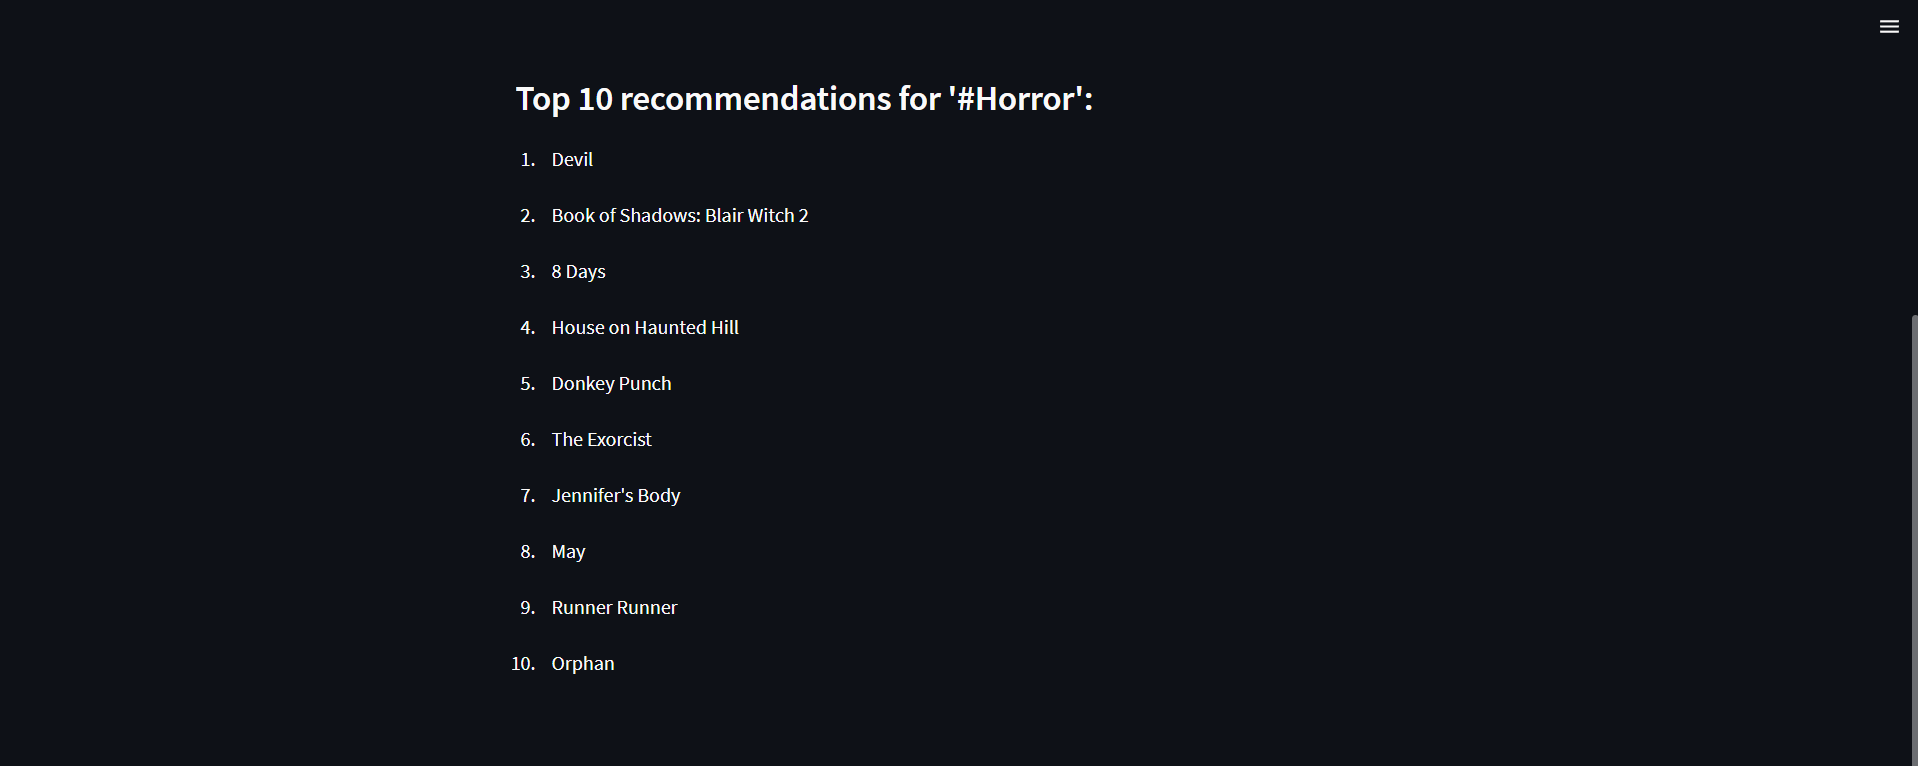 Top 10 recommendations for '#Horror':
1. Devil
2. Book of Shadows: Blair Witch 2
3. 8 Days
4. House on Haunted Hill
5. Donkey Punch
6. The Exorcist
7. Jennifer's Body
8. May
9. Runner Runner
10. Orphan